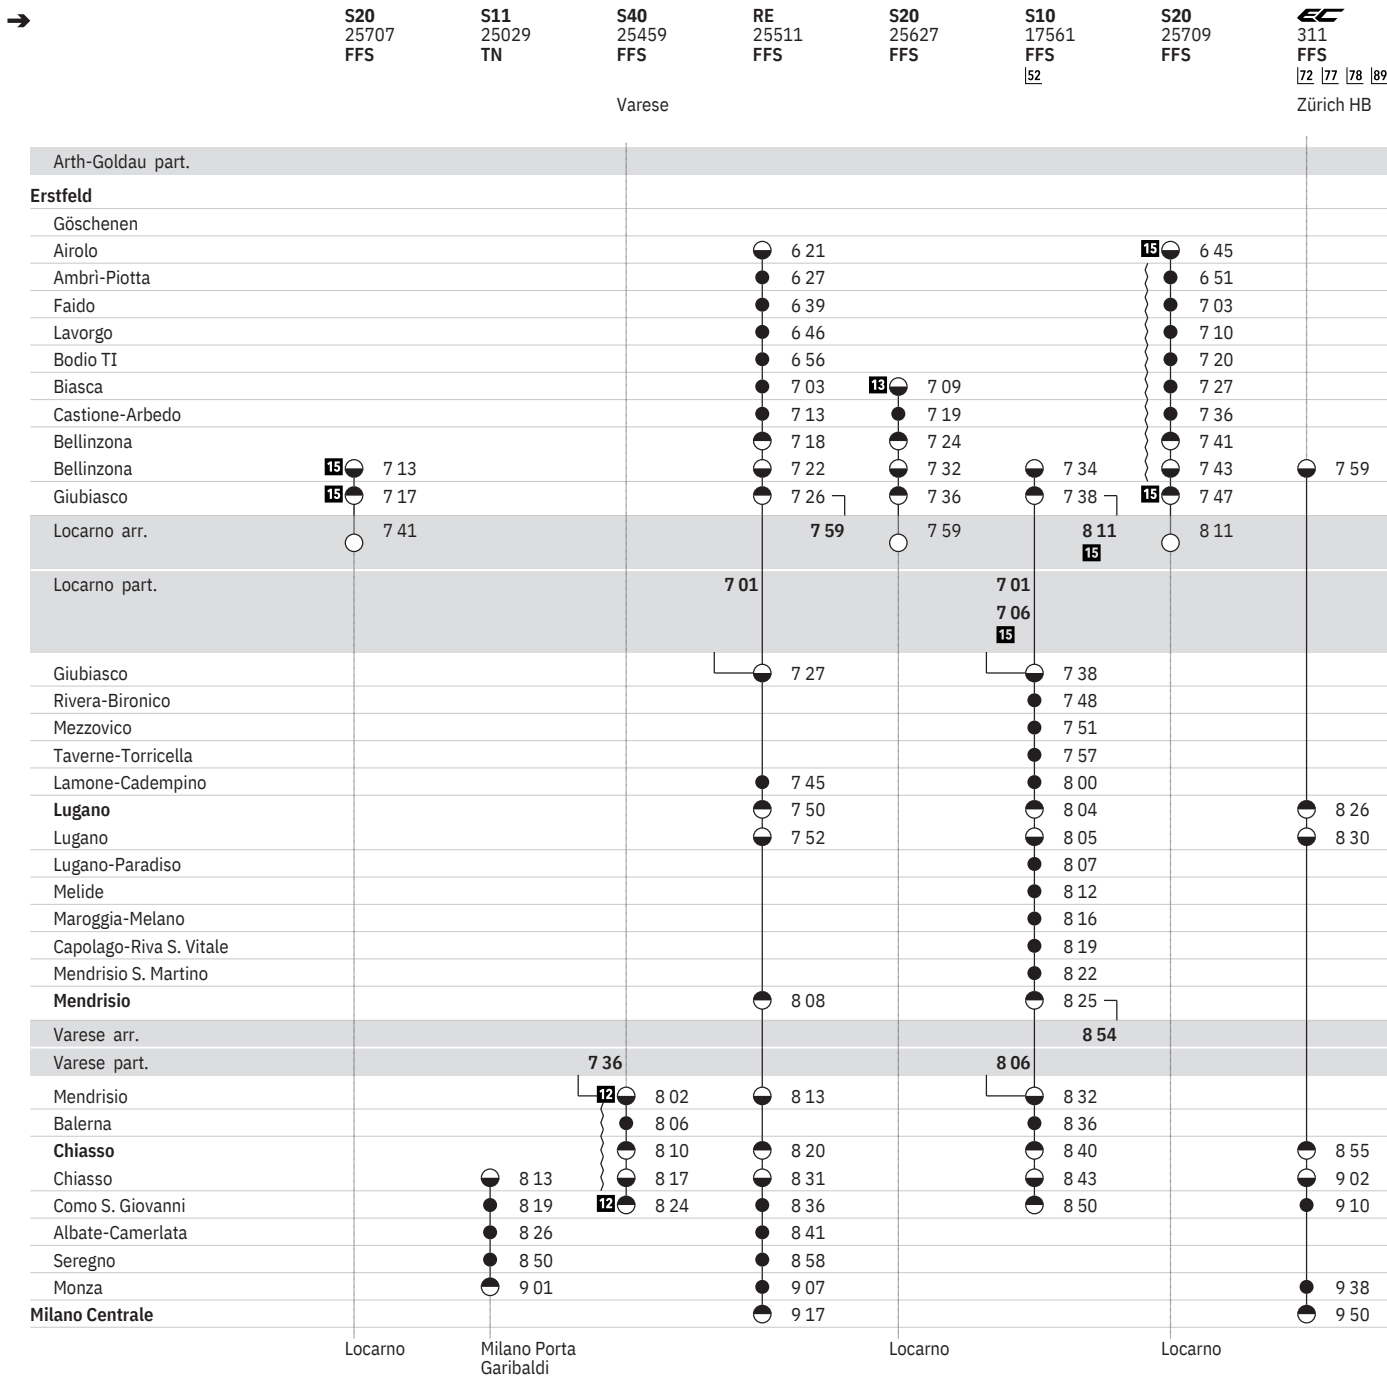 ➔ S20 S11 S40 RE S20 S10 S20 EC
25707 25029 25459 25511 25627 17561 25709 311
FFS TN FFS FFS FFS FFS FFS FFS
52 72 77 78 89
Varese Zürich HB
Arth-Goldau part.
Erstfeld
Göschenen
Airolo 6 21 15 6 45
Ambrì-Piotta 6 27 6 51
Faido 6 39 7 03
Lavorgo 6 46 7 10
Bodio TI 6 56 7 20
Biasca 7 03 13 7 09 7 27
Castione-Arbedo 7 13 7 19 7 36
Bellinzona 7 18 7 24 7 41
Bellinzona 15 7 13 7 22 7 32 7 34 7 43 7 59
Giubiasco 15 7 17 7 26 7 36 7 38 15 7 47
Locarno arr. 7 41 7 59 7 59 8 11 8 11
15
Locarno part. 7 01 7 01
7 06
15
Giubiasco 7 27 7 38
Rivera-Bironico 7 48
Mezzovico 7 51
Taverne-Torricella 7 57
Lamone-Cadempino 7 45 8 00
Lugano 7 50 8 04 8 26
Lugano 7 52 8 05 8 30
Lugano-Paradiso 8 07
Melide 8 12
Maroggia-Melano 8 16
Capolago-Riva S. Vitale 8 19
Mendrisio S. Martino 8 22
Mendrisio 8 08 8 25
Varese arr. 8 54
Varese part. 7 36 8 06
Mendrisio 12 8 02 8 13 8 32
Balerna 8 06 8 36
Chiasso 8 10 8 20 8 40 8 55
Chiasso 8 13 8 17 8 31 8 43 9 02
Como S. Giovanni 8 19 12 8 24 8 36 8 50 9 10
Albate-Camerlata 8 26 8 41
Seregno 8 50 8 58
Monza 9 01 9 07 9 38
Milano Centrale 9 17 9 50
Locarno Milano Porta Locarno Locarno
Garibaldi